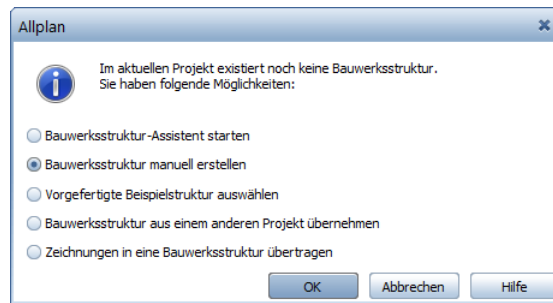 Allplan
Im aktuellen Projekt existiert noch keine Bauwerksstruktur.
Sie haben folgende Möglichkeiten:
Bauwerksstruktur-Assistent starten
Bauwerksstruktur manuell erstellen
Vorgefertigte Beispielstruktur auswählen
Bauwerksstruktur aus einem anderen Projekt übernehmen
Zeichnungen in eine Bauwerksstruktur übertragen
OK Abbrechen Hilfe